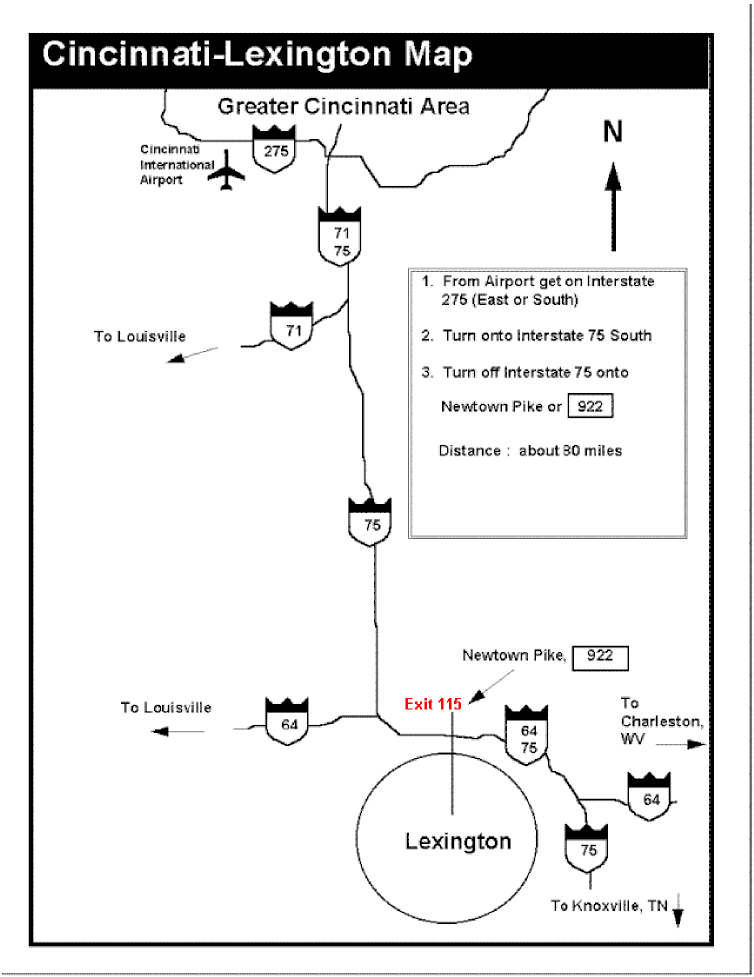 Cincinnati-Lexington Map
Greater Cincinnati Area
N
Cincinnati
International
Airport
275
71
75
1. From Airport get on Interstate
275 (East or South)
2. Turn onto Interstate 75 South
3. Turn off Interstate 75 onto
Newtown Pike or 922
Distance : about 80 miles
71
To Louisville
75
Newtown Pike, 922
Exit 115
To Louisville
64
64
75
To
Charleston,
WV
64
Lexington
75
To Knoxville, TN